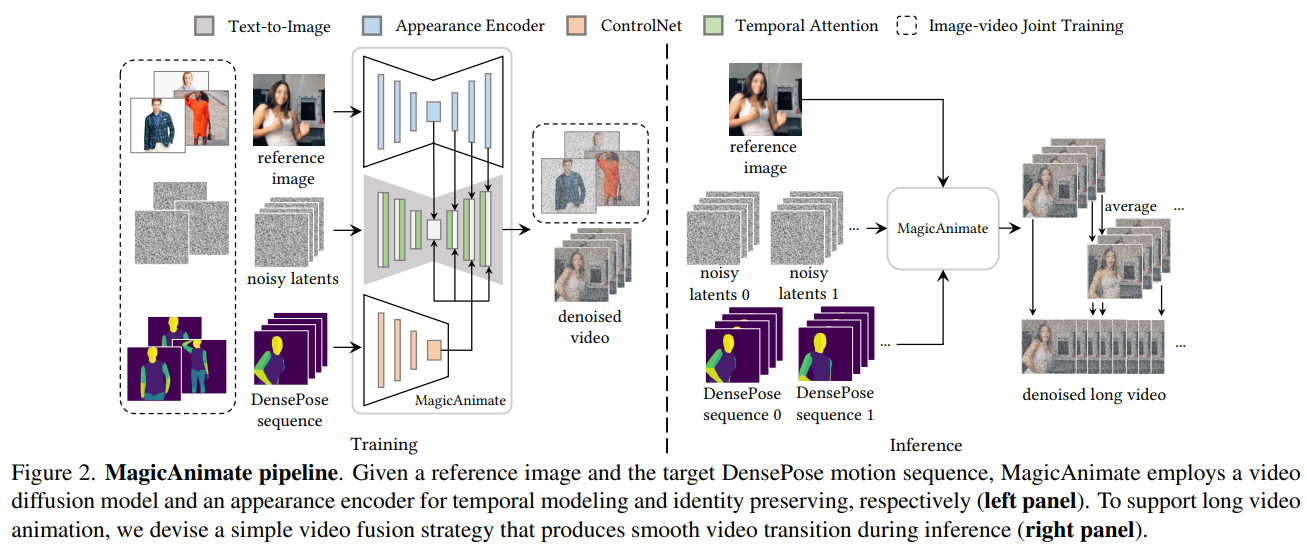 Text-to-Image
Appearance Encoder
ControlNet
Temporal Attention
Image-video Joint Training
reference
image
noisy latents
DensePose
sequence
MagicAnimate
denoised
video
Training
reference
image
noisy
latents 0
noisy
latents 1
...
DensePose
sequence 0
DensePose
sequence 1
...
MagicAnimate
average
...
...
denoised long video
Inference
Figure 2. MagicAnimate pipeline. Given a reference image and the target DensePose motion sequence, MagicAnimate employs a video
diffusion model and an appearance encoder for temporal modeling and identity preserving, respectively (left panel). To support long video
animation, we devise a simple video fusion strategy that produces smooth video transition during inference (right panel).